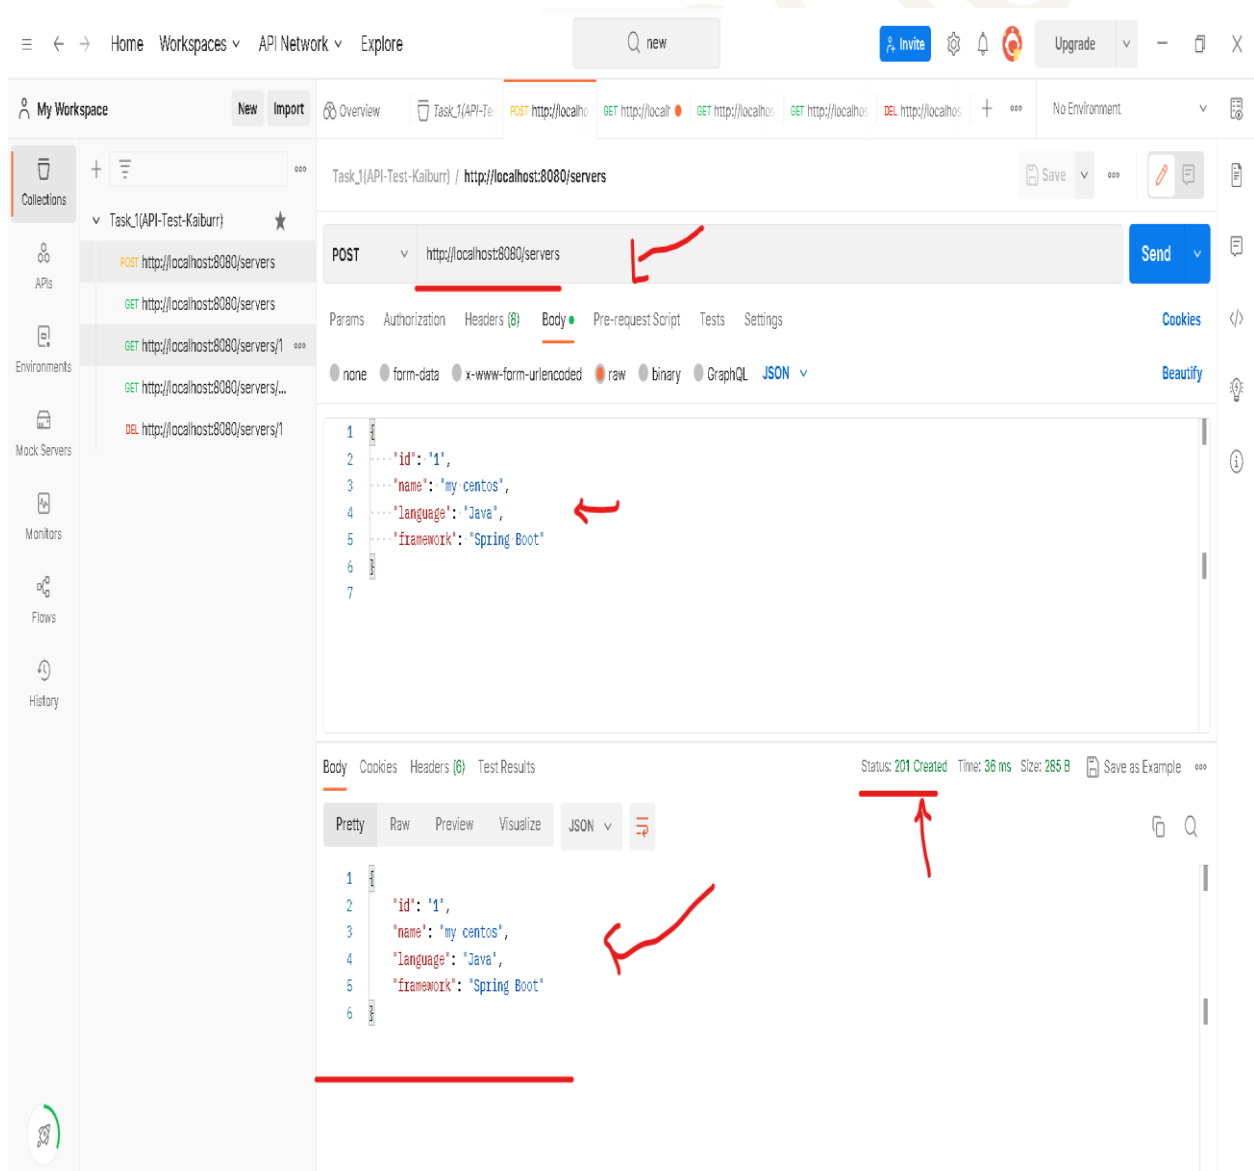 Home Workspaces API Network Explore new Invite Upgrade
My Workspace New Import Overview Task_1(API-Tes POST http://localho GET http://localh GET http://localhos GET http://localhos DEL http://localhos No Environment
Collections
APIs
Environments
Mock Servers
Monitors
Flows
History
Task_1(API-Test-Kaiburr)
POST http://localhost:8080/servers
GET http://localhost:8080/servers
GET http://localhost:8080/servers/1
GET http://localhost:8080/servers/...
DEL http://localhost:8080/servers/1
Task_1(API-Test-Kaiburr) / http://localhost:8080/servers Save
POST http://localhost:8080/servers Send
Params Authorization Headers (8) Body Pre-request Script Tests Settings Cookies
none form-data x-www-form-urlencoded raw binary GraphQL JSON Beautify
1 {
2 "id": "1",
3 "name": "my centos",
4 "language": "Java",
5 "framework": "Spring Boot"
6 }
7
Body Cookies Headers (6) Test Results Status: 201 Created Time: 36 ms Size: 285 B Save as Example
Pretty Raw Preview Visualize JSON
1 {
2 "id": "1",
3 "name": "my centos",
4 "language": "Java",
5 "framework": "Spring Boot"
6 }